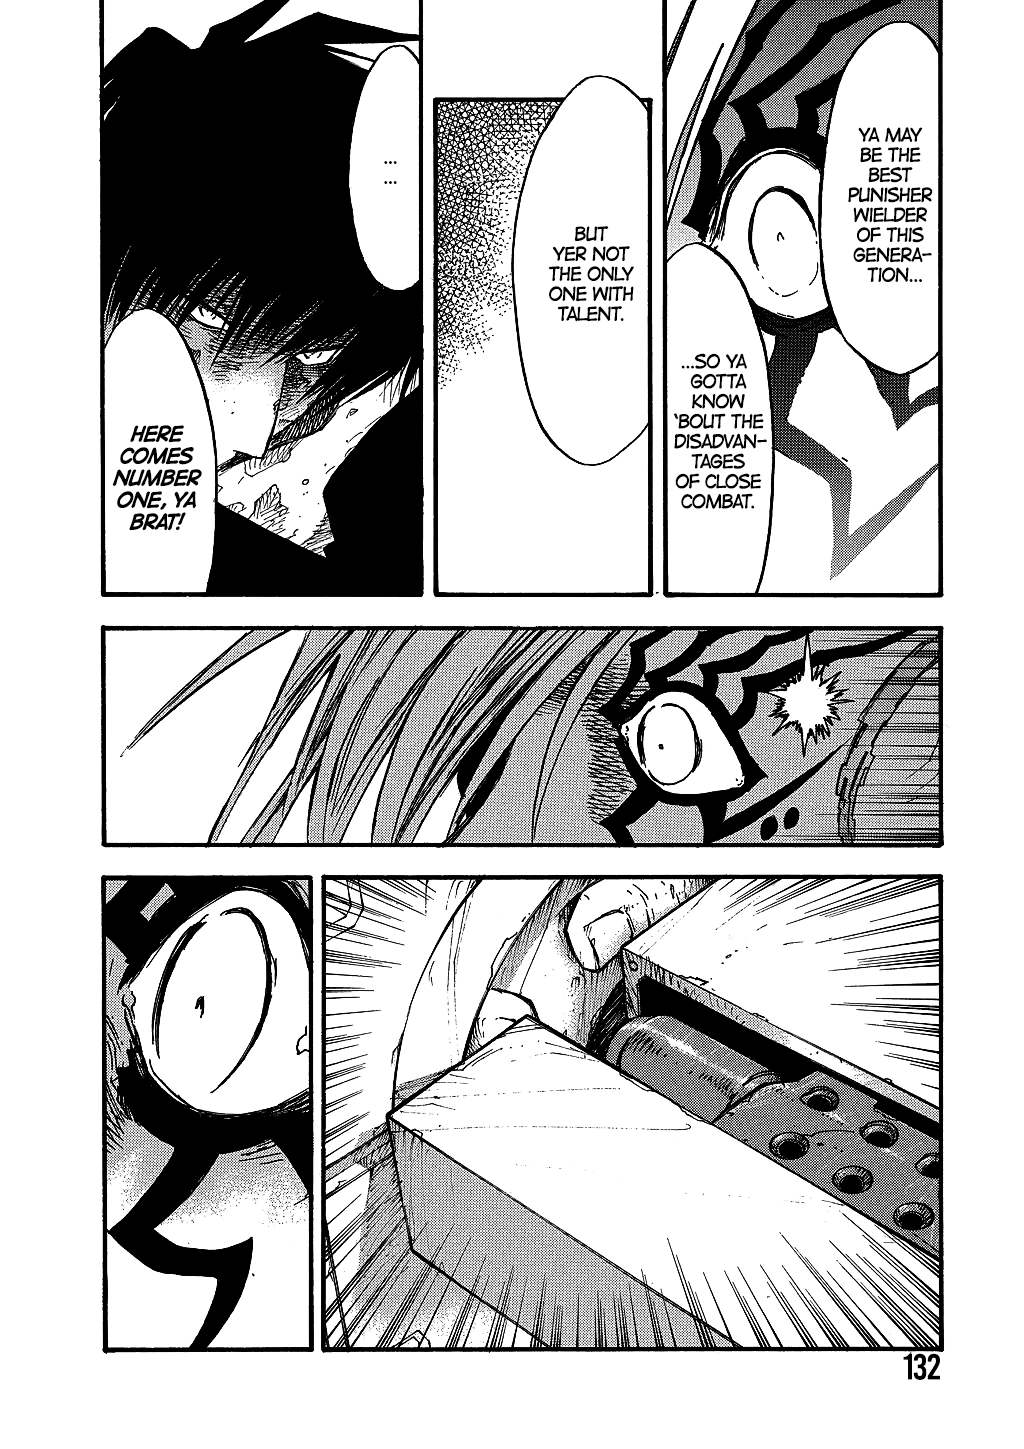 YA MAY
BE THE
BEST
PUNISHER
WIELDER
OF THIS
GENERA-
TION...
...SO YA
GOTTA
KNOW
'BOUT THE
DISADVAN-
TAGES
OF CLOSE
COMBAT.
BUT
YER NOT
THE ONLY
ONE WITH
TALENT.
...
...
HERE
COMES
NUMBER
ONE, YA
BRAT!
132